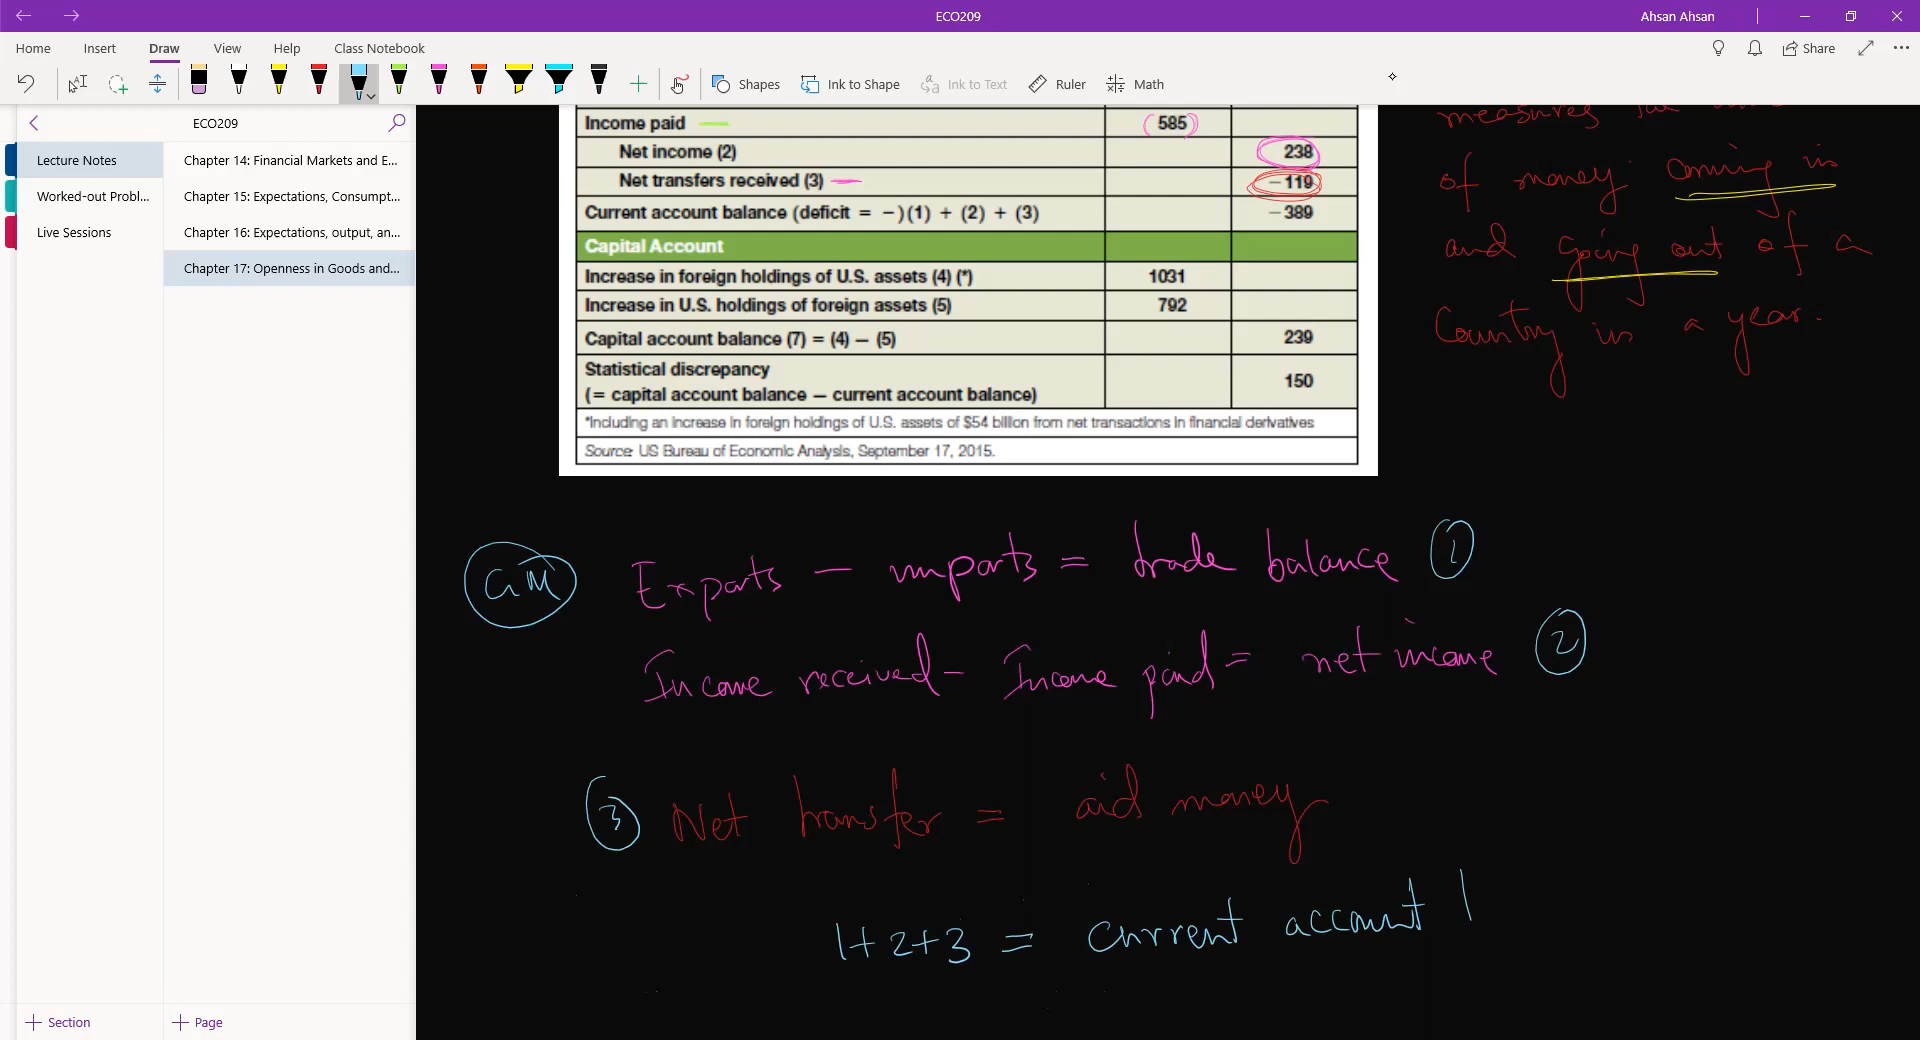 ECO209
Ahsan Ahsan
Home Insert Draw View Help Class Notebook
Share
Shapes Ink to Shape Ink to Text Ruler Math
ECO209
Lecture Notes
Worked-out Probl...
Live Sessions
Chapter 14: Financial Markets and E...
Chapter 15: Expectations, Consumpt...
Chapter 16: Expectations, output, an...
Chapter 17: Openness in Goods and...
Section
Page
Income paid (585)
Net income (2) 238
Net transfers received (3) −119
Current account balance (deficit = −)(1) + (2) + (3) −389
Capital Account
Increase in foreign holdings of U.S. assets (4) (*) 1031
Increase in U.S. holdings of foreign assets (5) 792
Capital account balance (7) = (4) − (5) 239
Statistical discrepancy
(= capital account balance − current account balance) 150
*Including an increase in foreign holdings of U.S. assets of $54 billion from net transactions in financial derivatives
Source: US Bureau of Economic Analysis, September 17, 2015.
measures
of money coming in
and going out of a
Country in a year.
GM
Exports − imports = trade balance 1
Income received − Income paid = net income 2
3 Net transfer = aid money
1+2+3 = current account